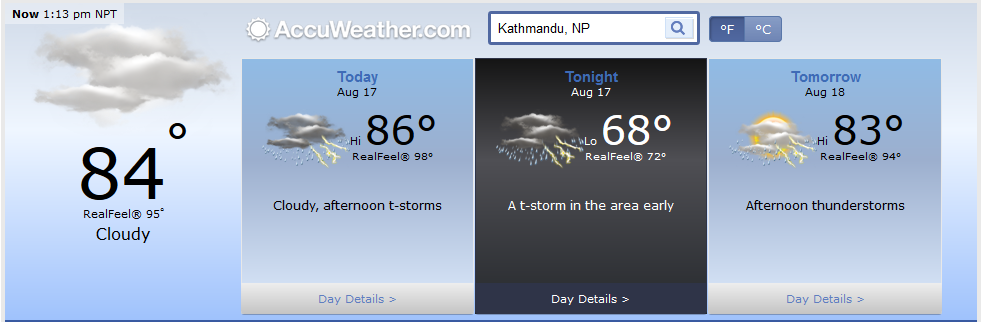 Now 1:13 pm NPT
84°
RealFeel® 95°
Cloudy
AccuWeather.com
Kathmandu, NP
°F
°C
Today
Aug 17
Hi 86°
RealFeel® 98°
Cloudy, afternoon t-storms
Day Details >
Tonight
Aug 17
Lo 68°
RealFeel® 72°
A t-storm in the area early
Day Details >
Tomorrow
Aug 18
Hi 83°
RealFeel® 94°
Afternoon thunderstorms
Day Details >